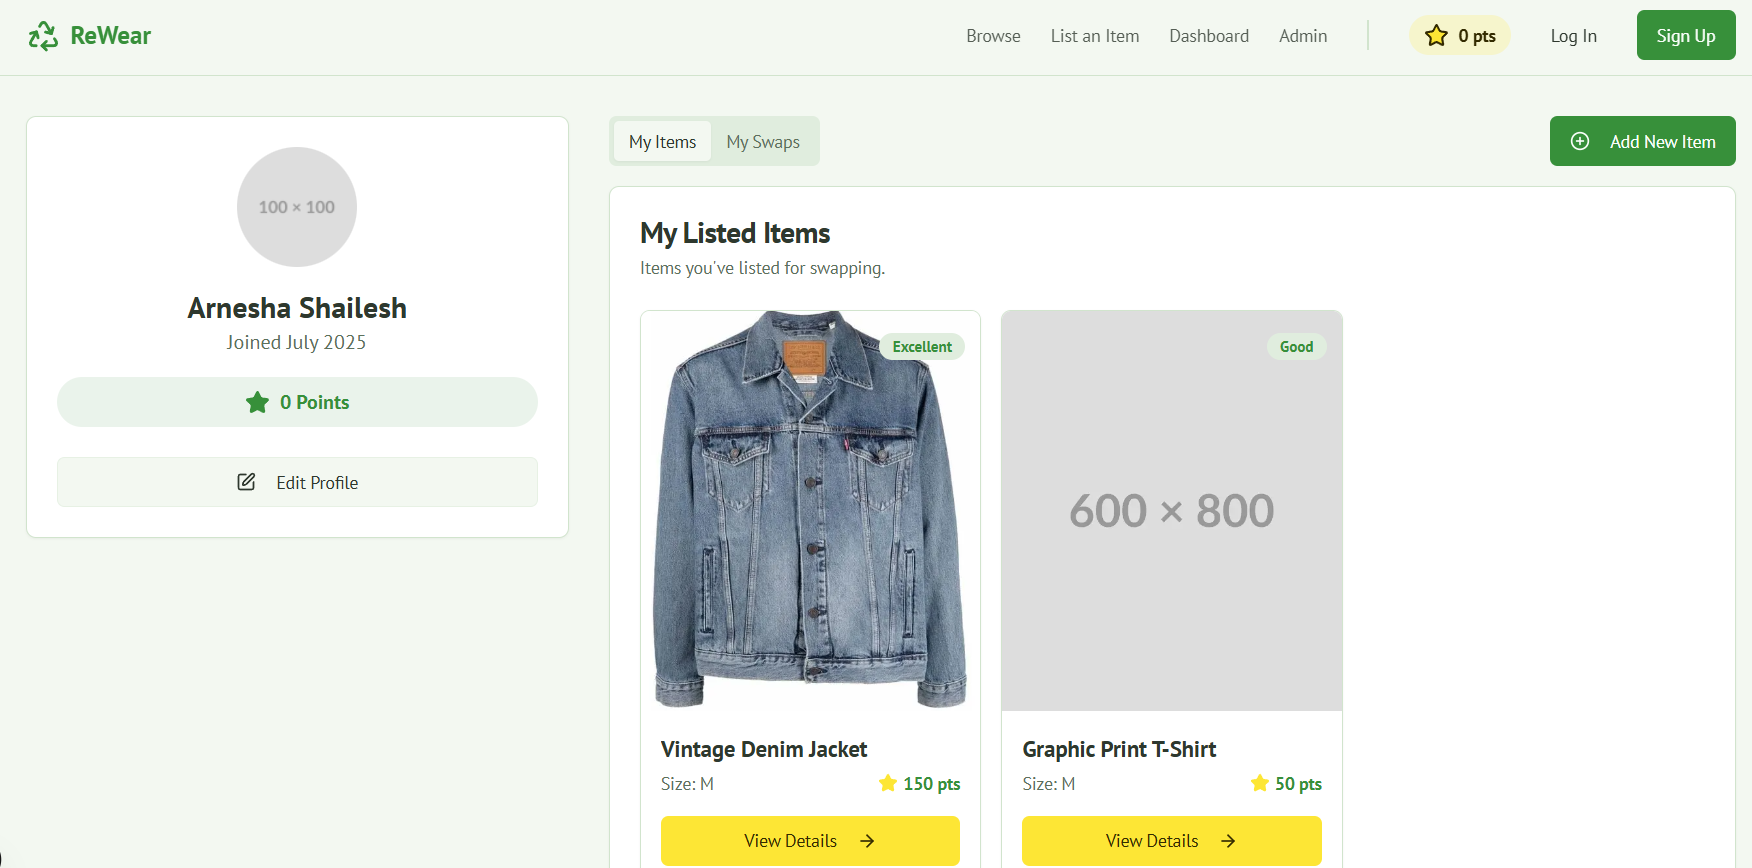 ReWear
Browse
List an Item
Dashboard
Admin
0 pts
Log In
Sign Up
100 × 100
Arnesha Shailesh
Joined July 2025
0 Points
Edit Profile
My Items
My Swaps
Add New Item
My Listed Items
Items you've listed for swapping.
Excellent
Vintage Denim Jacket
Size: M
150 pts
View Details
Good
600 × 800
Graphic Print T-Shirt
Size: M
50 pts
View Details